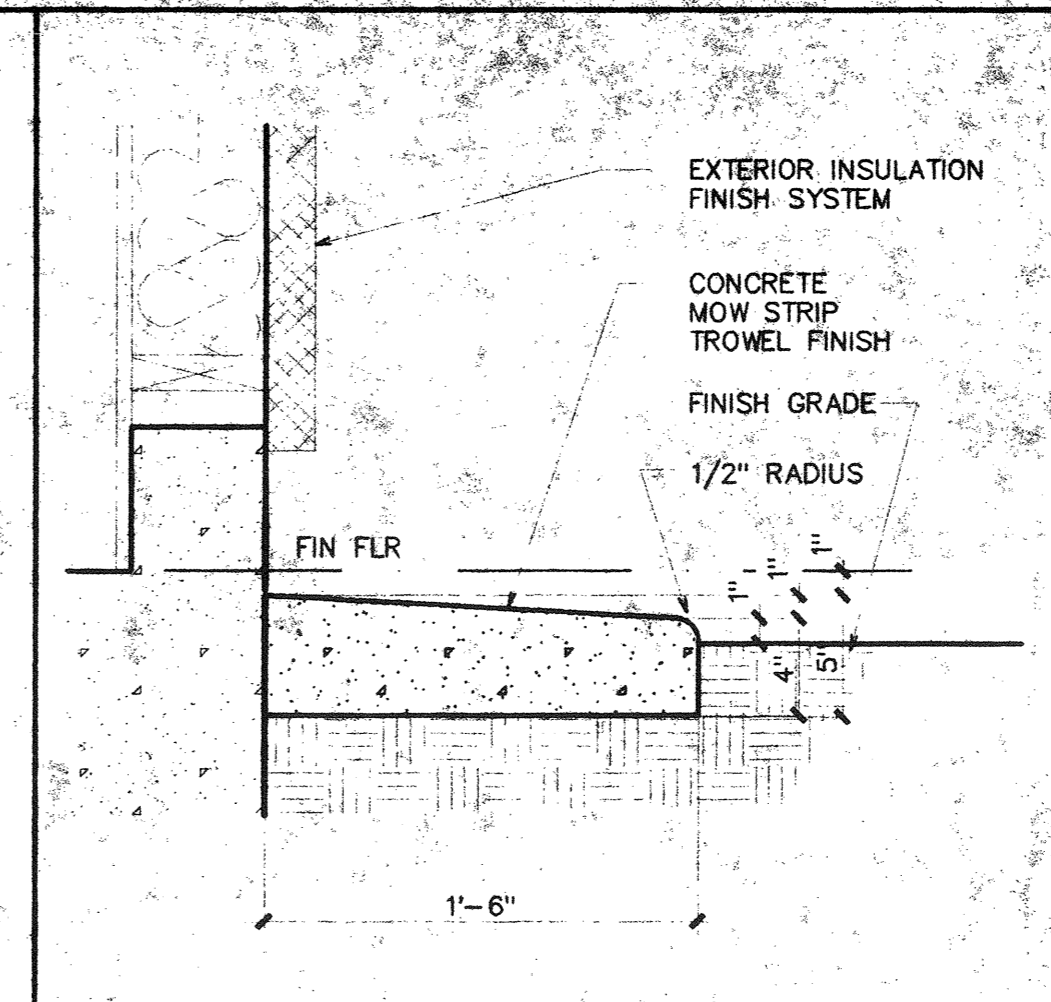 EXTERIOR INSULATION
FINISH SYSTEM
CONCRETE
MOW STRIP
TROWEL FINISH
FINISH GRADE
1/2" RADIUS
FIN FLR
1"
1"
1"
4"
5"
1'-6"